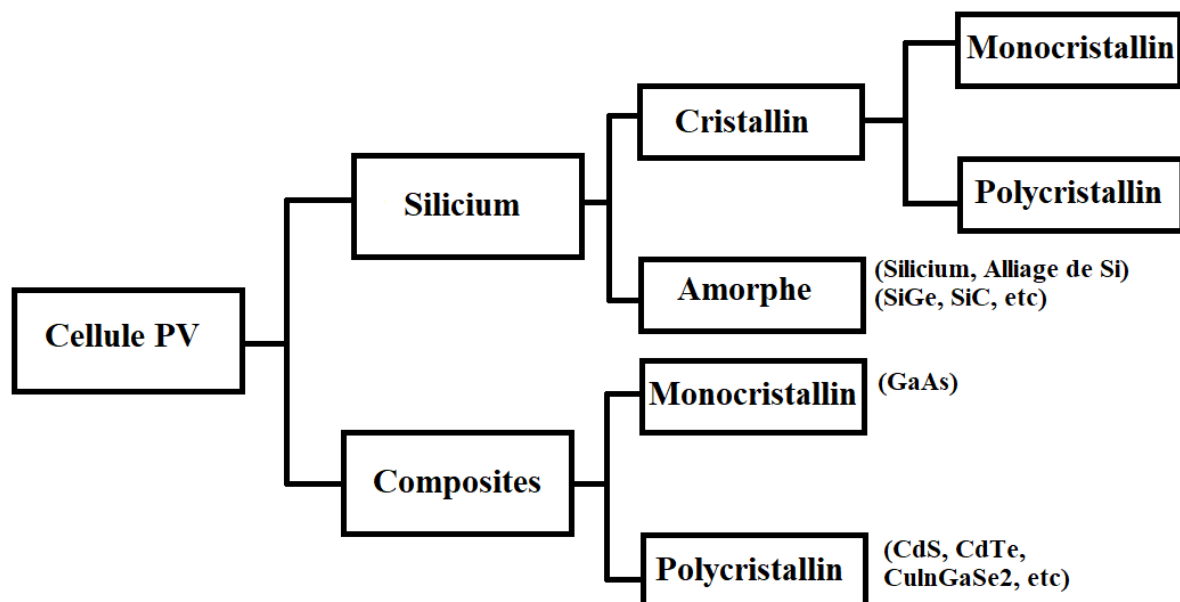 Monocristallin
Cristallin
Polycristallin
Silicium
Amorphe
(Silicium, Alliage de Si)
(SiGe, SiC, etc)
Cellule PV
Monocristallin
(GaAs)
Composites
Polycristallin
(CdS, CdTe,
CuInGaSe2, etc)